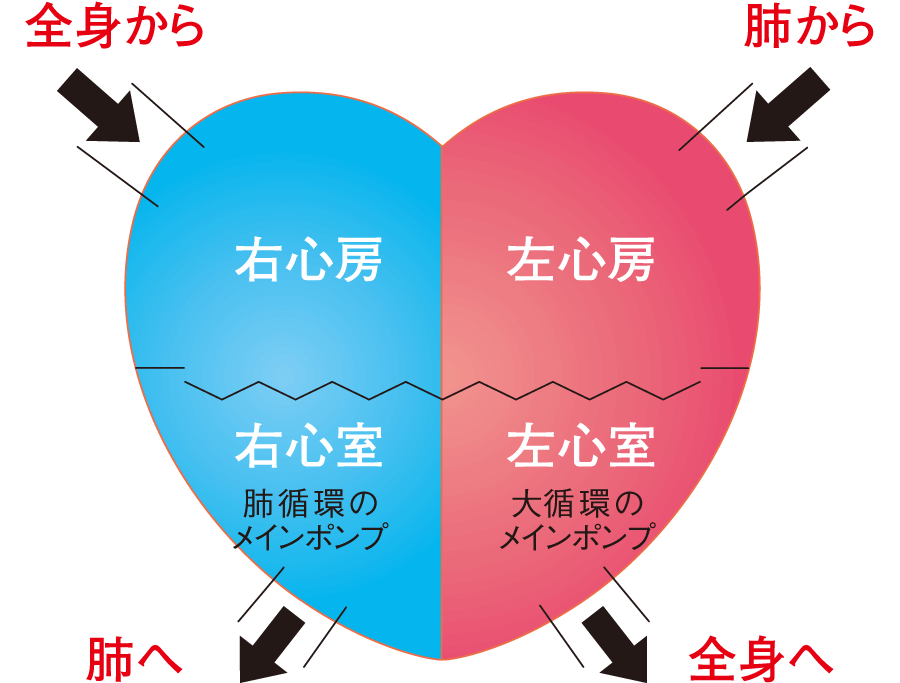 全身から
肺から
右心房
左心房
右心室
肺循環の
メインポンプ
左心室
大循環の
メインポンプ
肺へ
全身へ